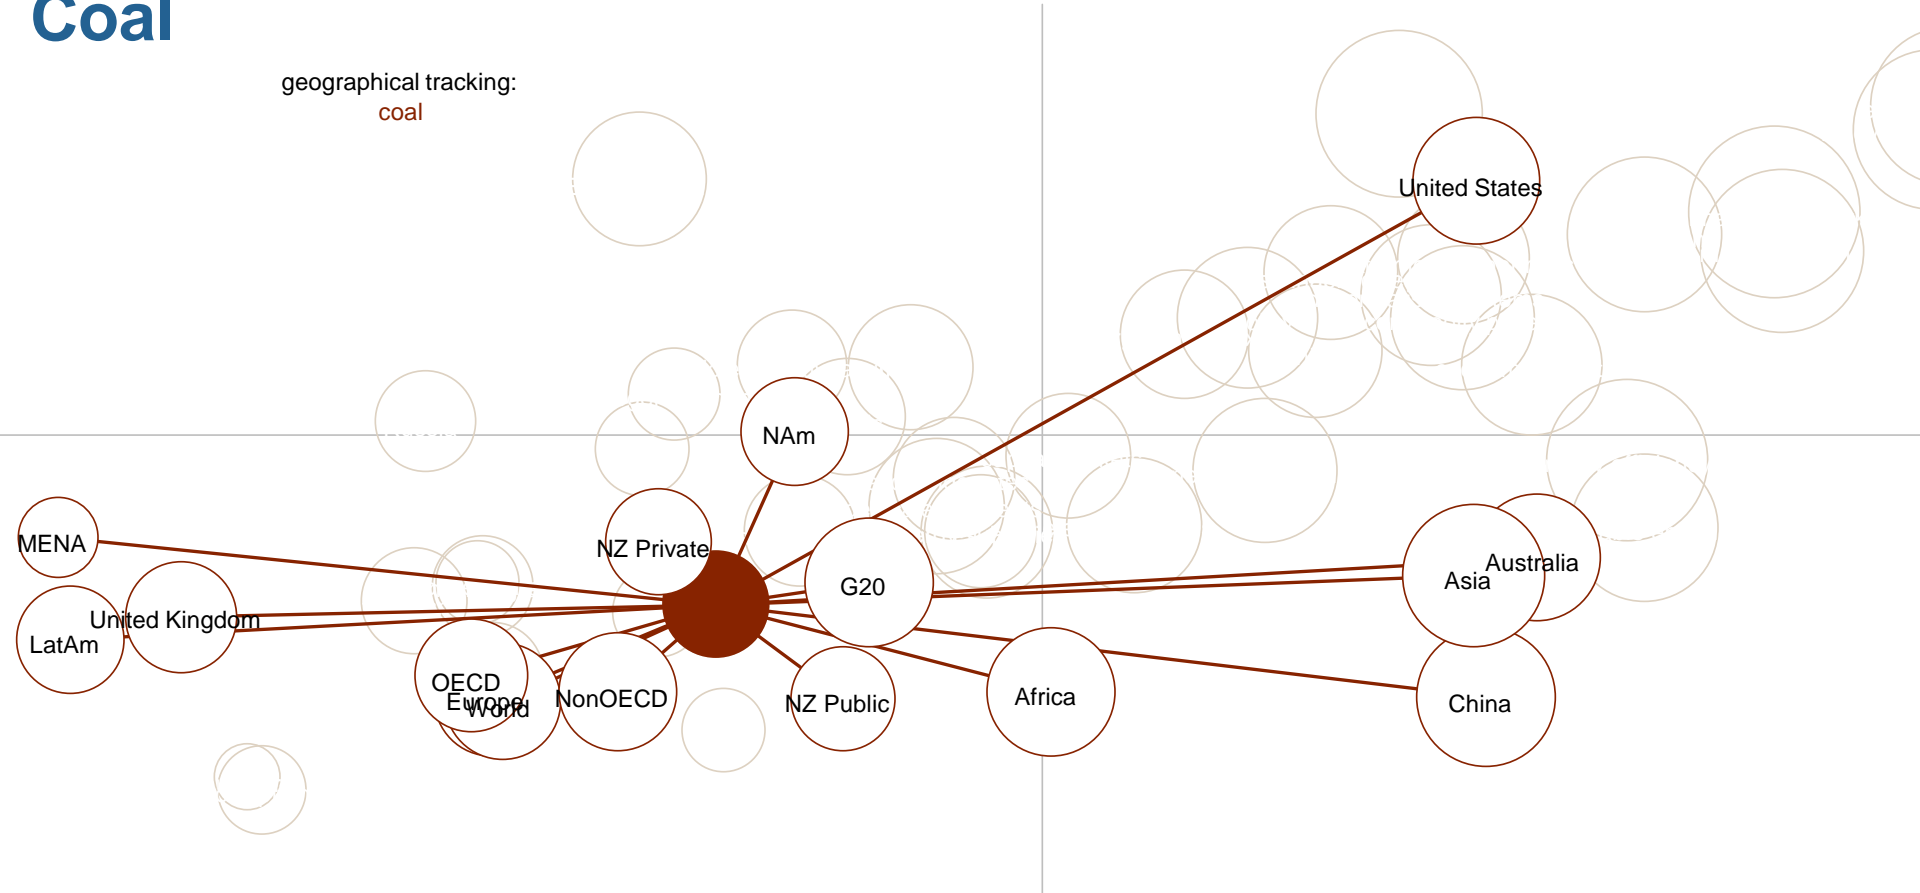 Coal
geographical tracking:
coal
United States
NAm
MENA
NZ Private
Australia
Asia
G20
United Kingdom
LatAm
OECD
Europe
World
NonOECD
NZ Public
Africa
China